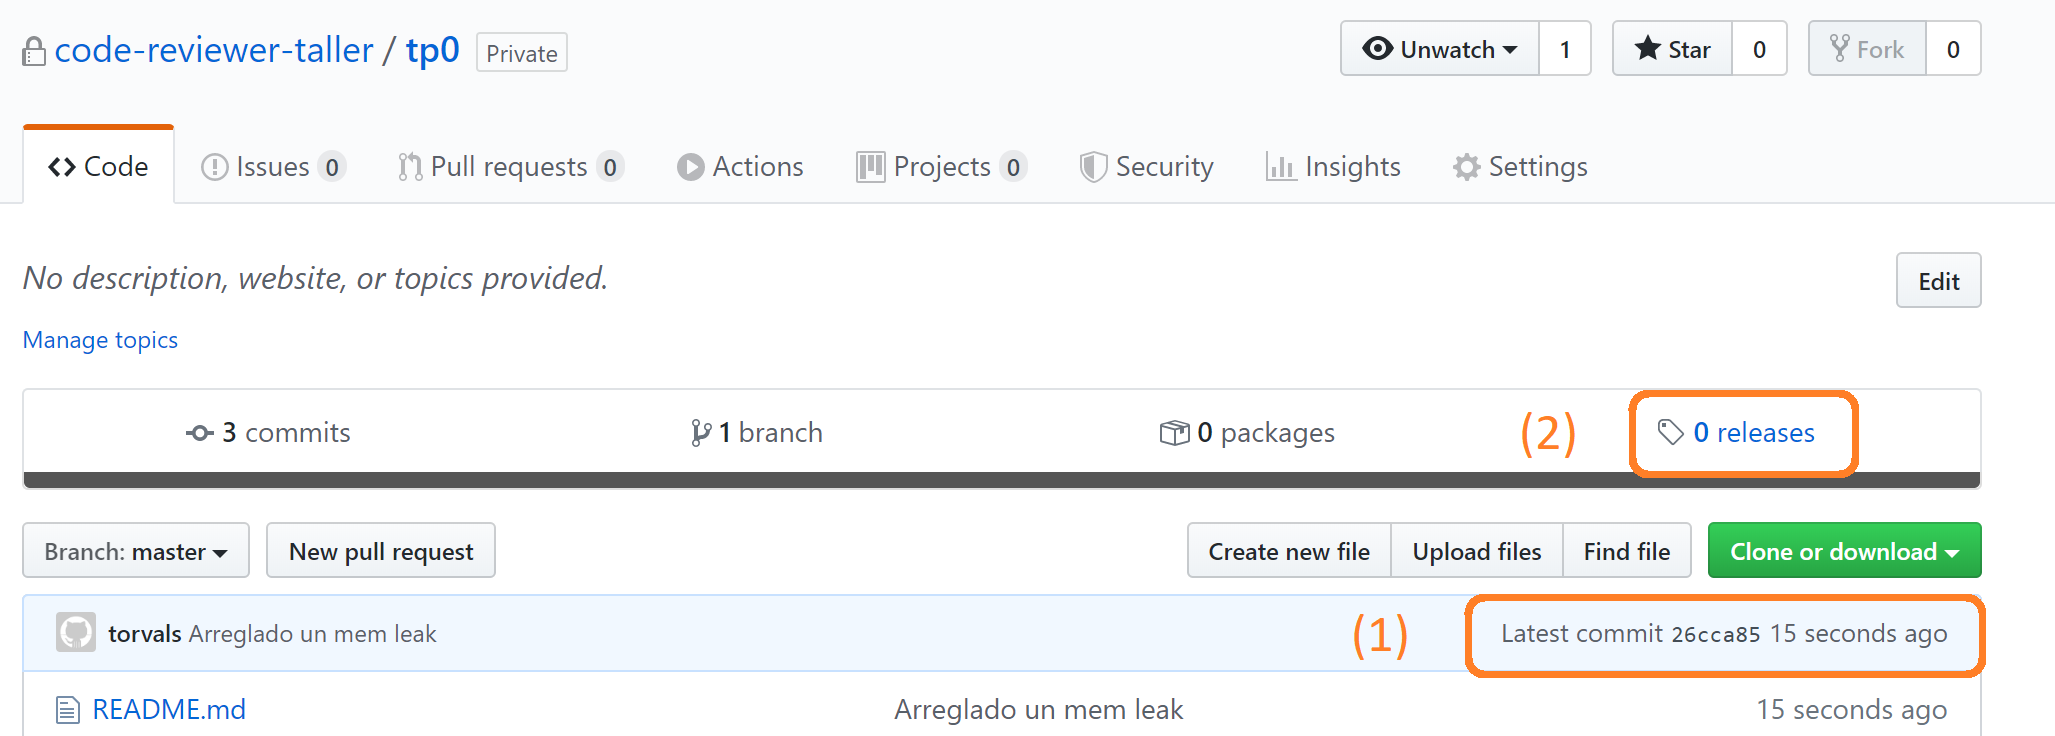 code-reviewer-taller / tp0 Private Unwatch 1 Star 0 Fork 0
Code Issues 0 Pull requests 0 Actions Projects 0 Security Insights Settings
No description, website, or topics provided. Edit
Manage topics
3 commits 1 branch 0 packages (2) 0 releases
Branch: master New pull request Create new file Upload files Find file Clone or download
torvals Arreglado un mem leak (1) Latest commit 26cca85 15 seconds ago
README.md Arreglado un mem leak 15 seconds ago